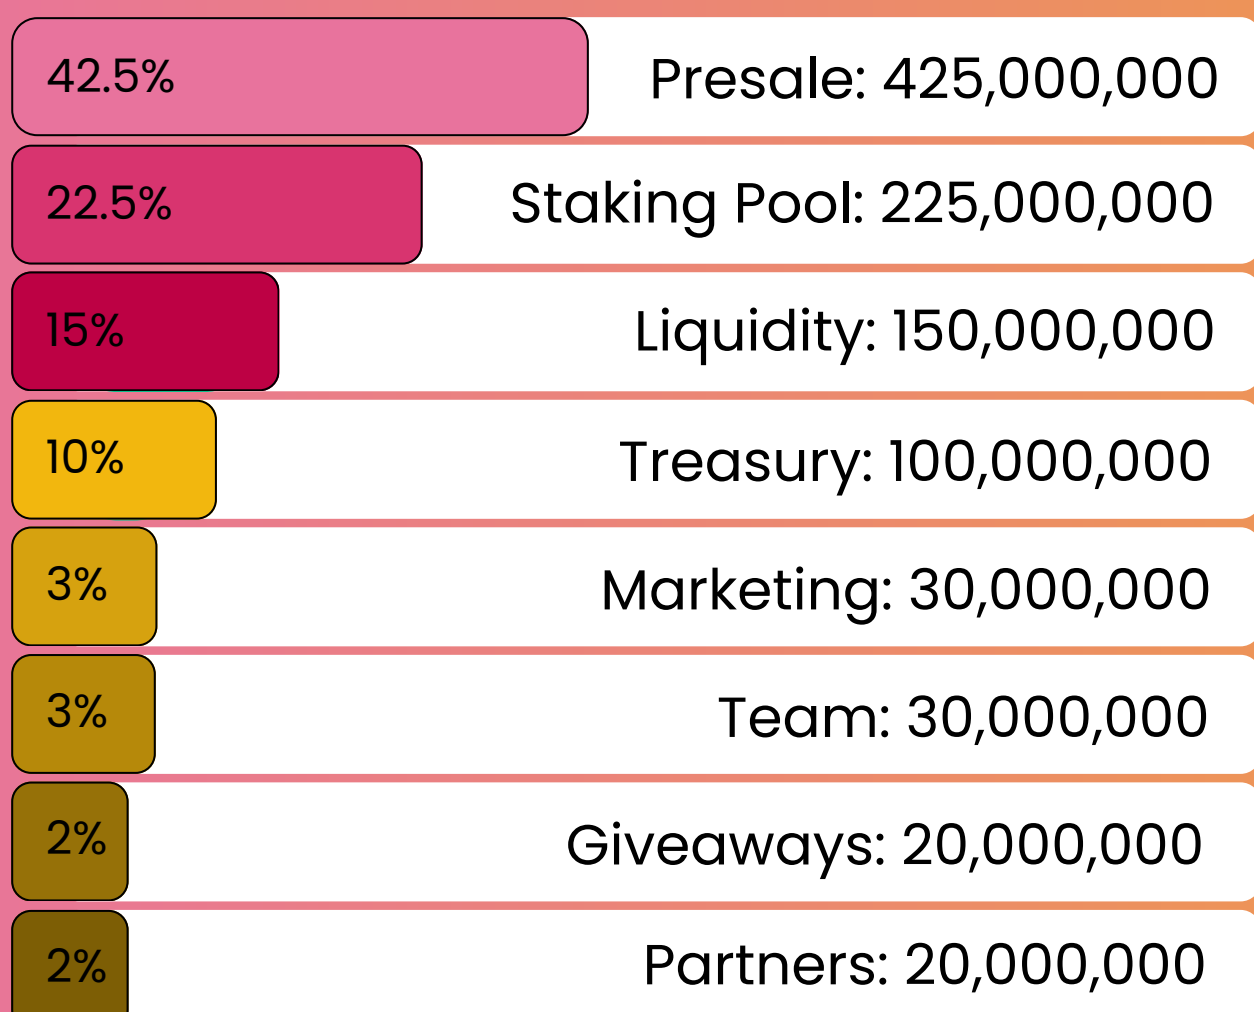 42.5% Presale: 425,000,000
22.5% Staking Pool: 225,000,000
15% Liquidity: 150,000,000
10% Treasury: 100,000,000
3% Marketing: 30,000,000
3% Team: 30,000,000
2% Giveaways: 20,000,000
2% Partners: 20,000,000